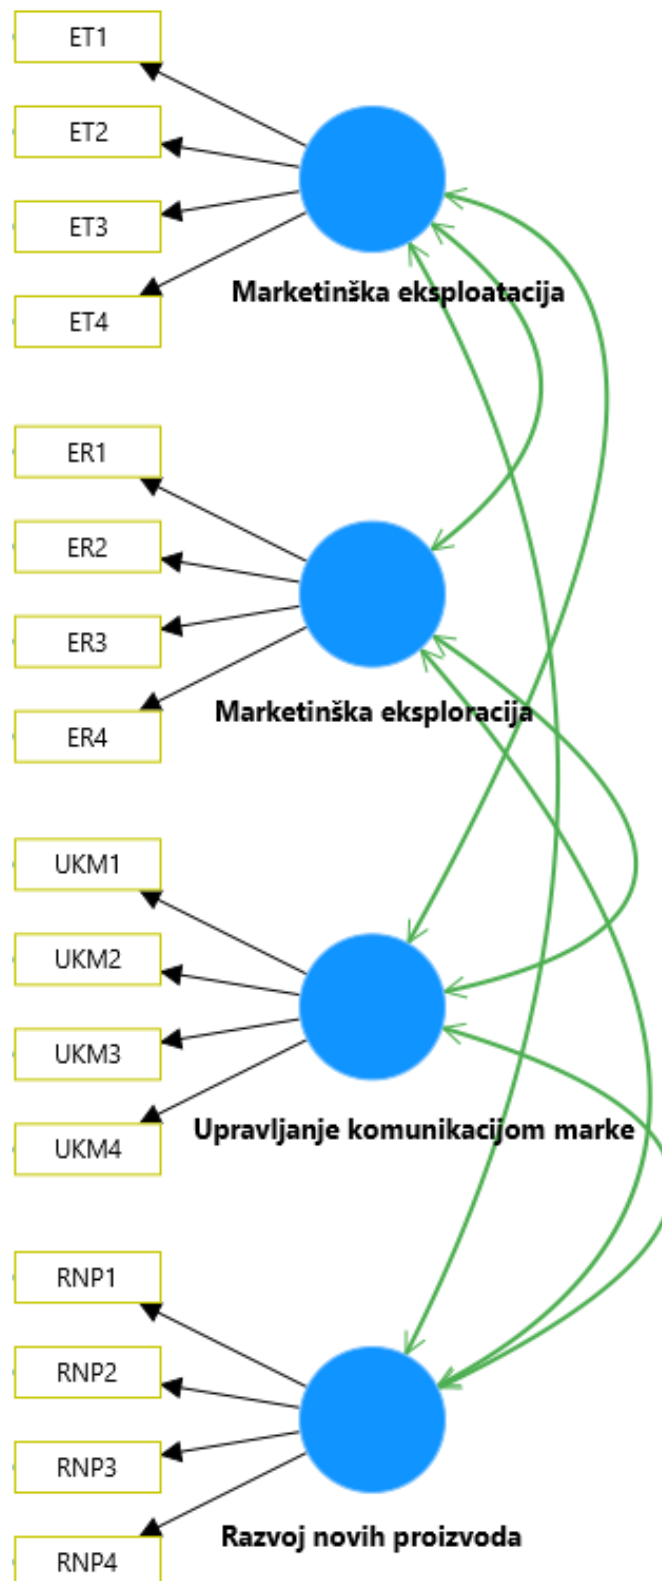 ET1
ET2
ET3
ET4
Marketinška eksploatacija
ER1
ER2
ER3
ER4
Marketinška eksploracija
UKM1
UKM2
UKM3
UKM4
Upravljanje komunikacijom marke
RNP1
RNP2
RNP3
RNP4
Razvoj novih proizvoda